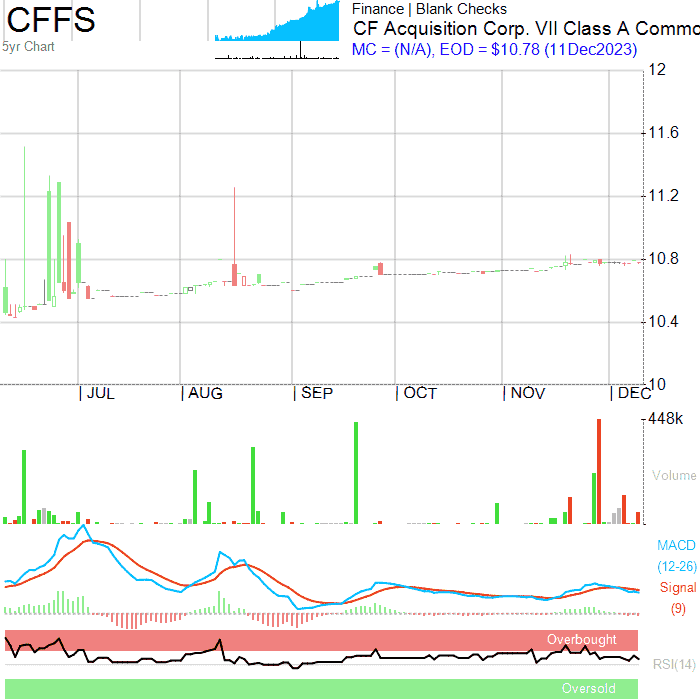 CFFS
5yr Chart
Finance | Blank Checks
CF Acquisition Corp. VII Class A Commo
MC = (N/A), EOD = $10.78 (11Dec2023)
12
11.6
11.2
10.8
10.4
10
| JUL | AUG | SEP | OCT | NOV | DEC
448k
Volume
MACD
(12-26)
Signal
(9)
Overbought
RSI(14)
Oversold